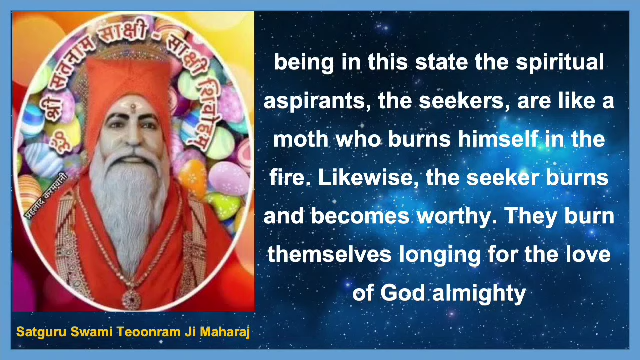 ॐ श्री सतनाम साक्षी - साक्षी शिवोहम् ॐ
प्रह्लाद करमवानी
being in this state the spiritual
aspirants, the seekers, are like a
moth who burns himself in the
fire. Likewise, the seeker burns
and becomes worthy. They burn
themselves longing for the love
of God almighty
Satguru Swami Teoonram Ji Maharaj